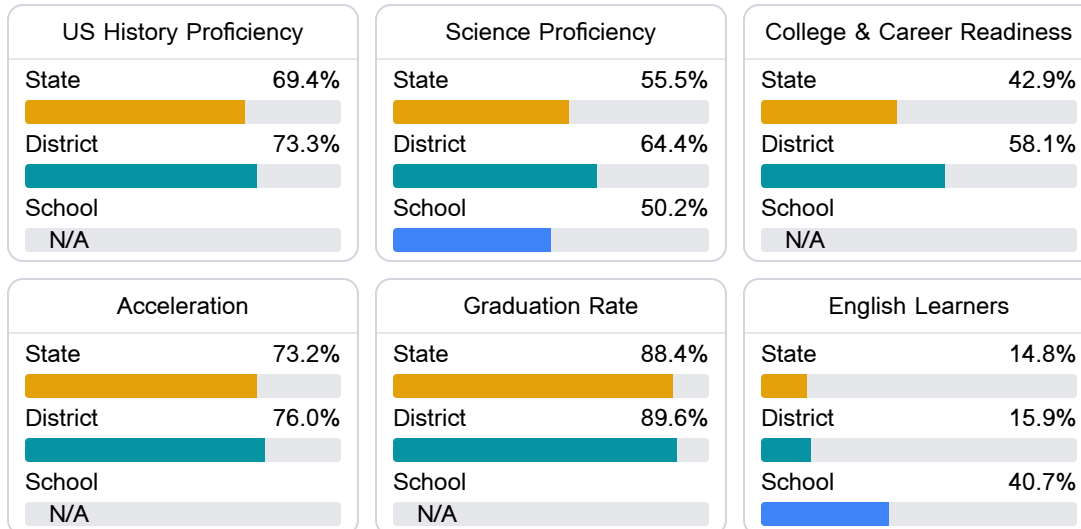 US History Proficiency
State 69.4%
District 73.3%
School
N/A
Science Proficiency
State 55.5%
District 64.4%
School 50.2%
College & Career Readiness
State 42.9%
District 58.1%
School
N/A
Acceleration
State 73.2%
District 76.0%
School
N/A
Graduation Rate
State 88.4%
District 89.6%
School
N/A
English Learners
State 14.8%
District 15.9%
School 40.7%